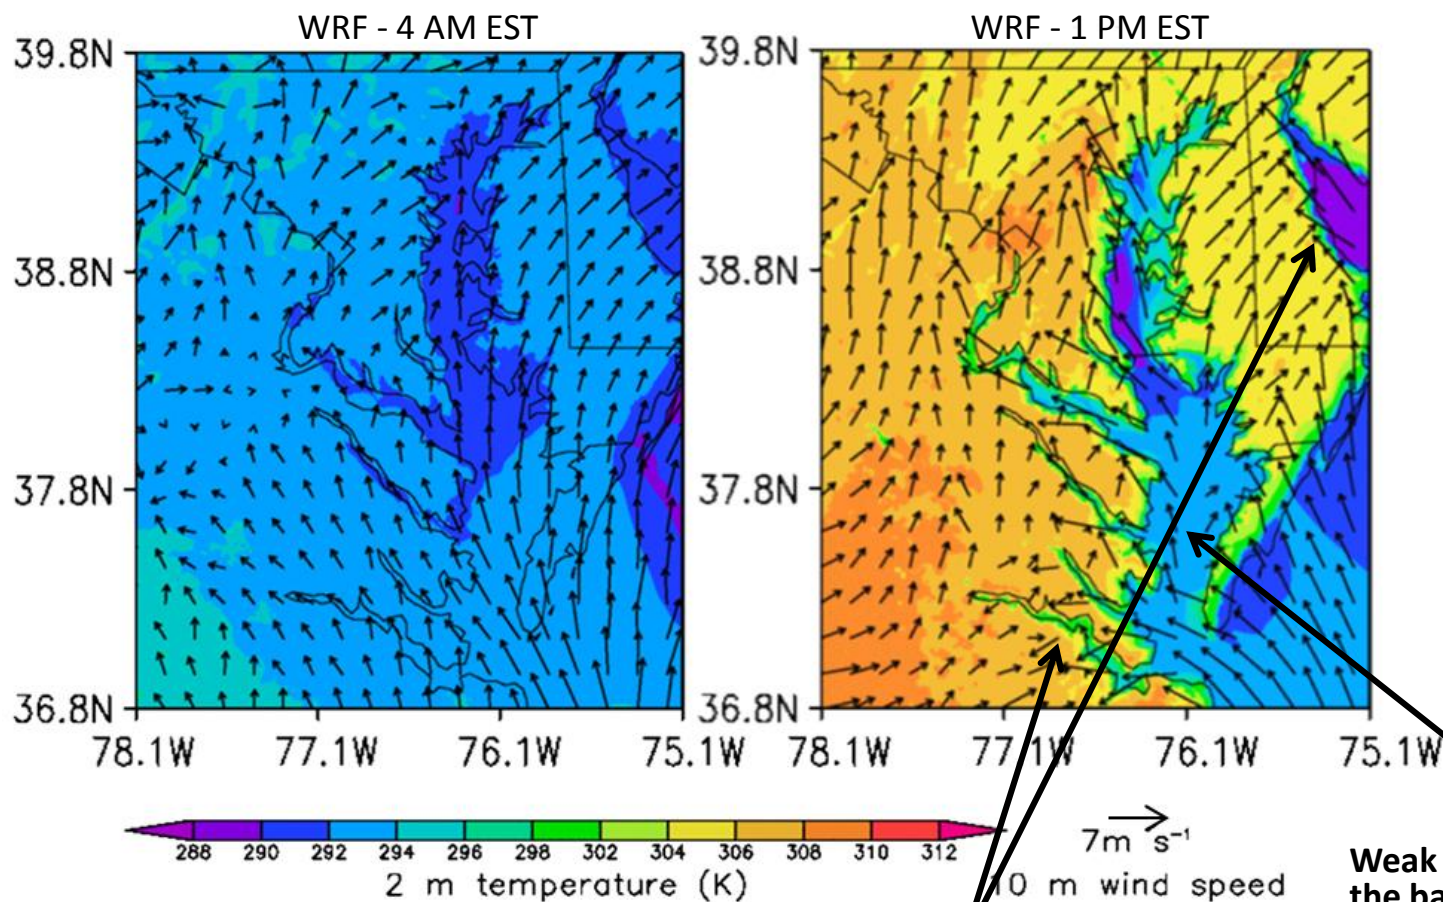 WRF - 4 AM EST
WRF - 1 PM EST
39.8N
38.8N
37.8N
36.8N
78.1W 77.1W 76.1W 75.1W
39.8N
38.8N
37.8N
36.8N
78.1W 77.1W 76.1W 75.1W
288 290 292 294 296 298 302 304 306 308 310 312
2 m temperature (K)
7m s⁻¹
10 m wind speed
Weak
the ba